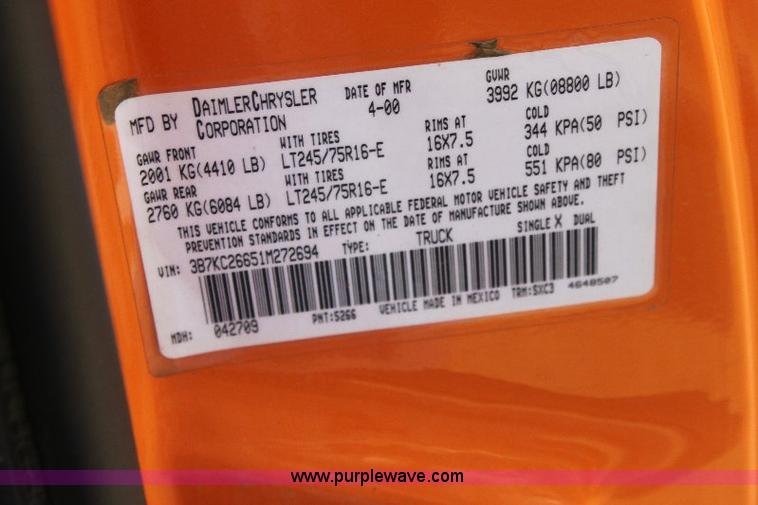 MFD BY DAIMLERCHRYSLER CORPORATION
DATE OF MFR 4-00
GVWR 3992 KG(08800 LB)
GAWR FRONT WITH TIRES RIMS AT COLD
2001 KG(4410 LB) LT245/75R16-E 16X7.5 344 KPA(50 PSI)
GAWR REAR WITH TIRES RIMS AT COLD
2760 KG(6084 LB) LT245/75R16-E 16X7.5 551 KPA(80 PSI)
THIS VEHICLE CONFORMS TO ALL APPLICABLE FEDERAL MOTOR VEHICLE SAFETY AND THEFT
PREVENTION STANDARDS IN EFFECT ON THE DATE OF MANUFACTURE SHOWN ABOVE.
VIN: 3B7KC26651M272694 TYPE: TRUCK SINGLE X DUAL
MDH: 042709 PNT:5266 VEHICLE MADE IN MEXICO TRM:SXC3 4648507
www.purplewave.com